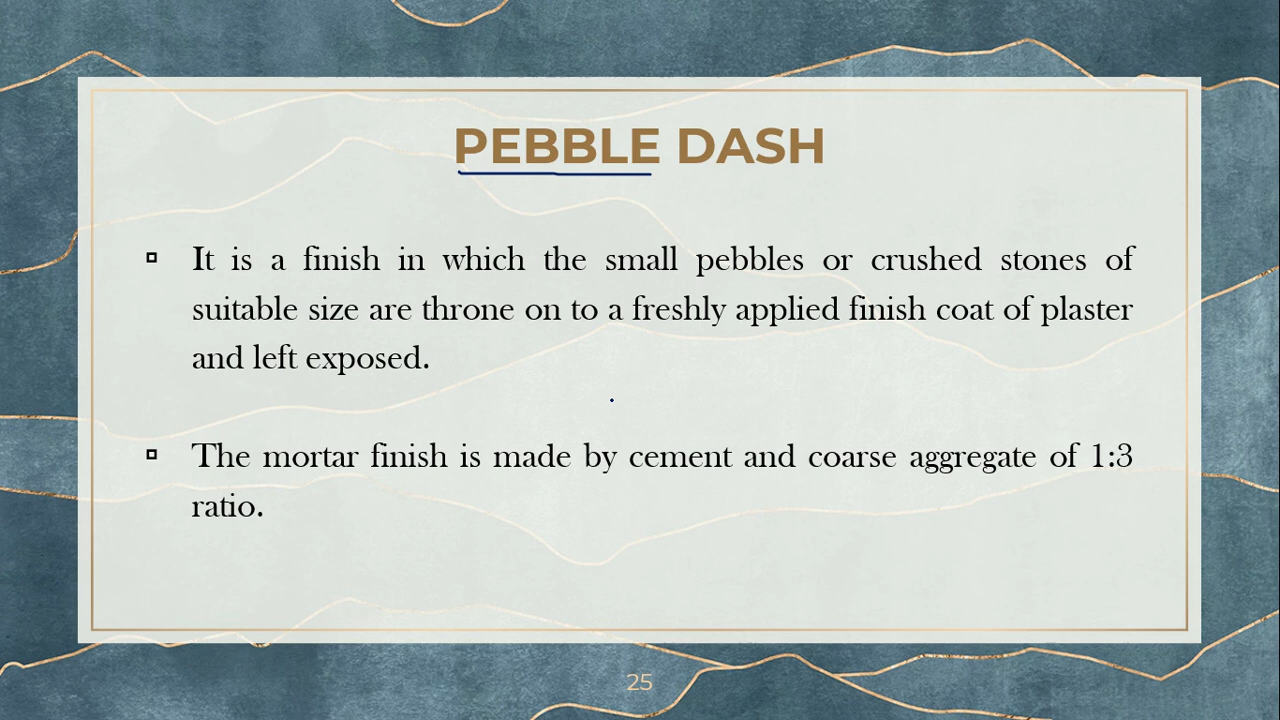 PEBBLE DASH
▫ It is a finish in which the small pebbles or crushed stones of
suitable size are throne on to a freshly applied finish coat of plaster
and left exposed.
▫ The mortar finish is made by cement and coarse aggregate of 1:3
ratio.
25